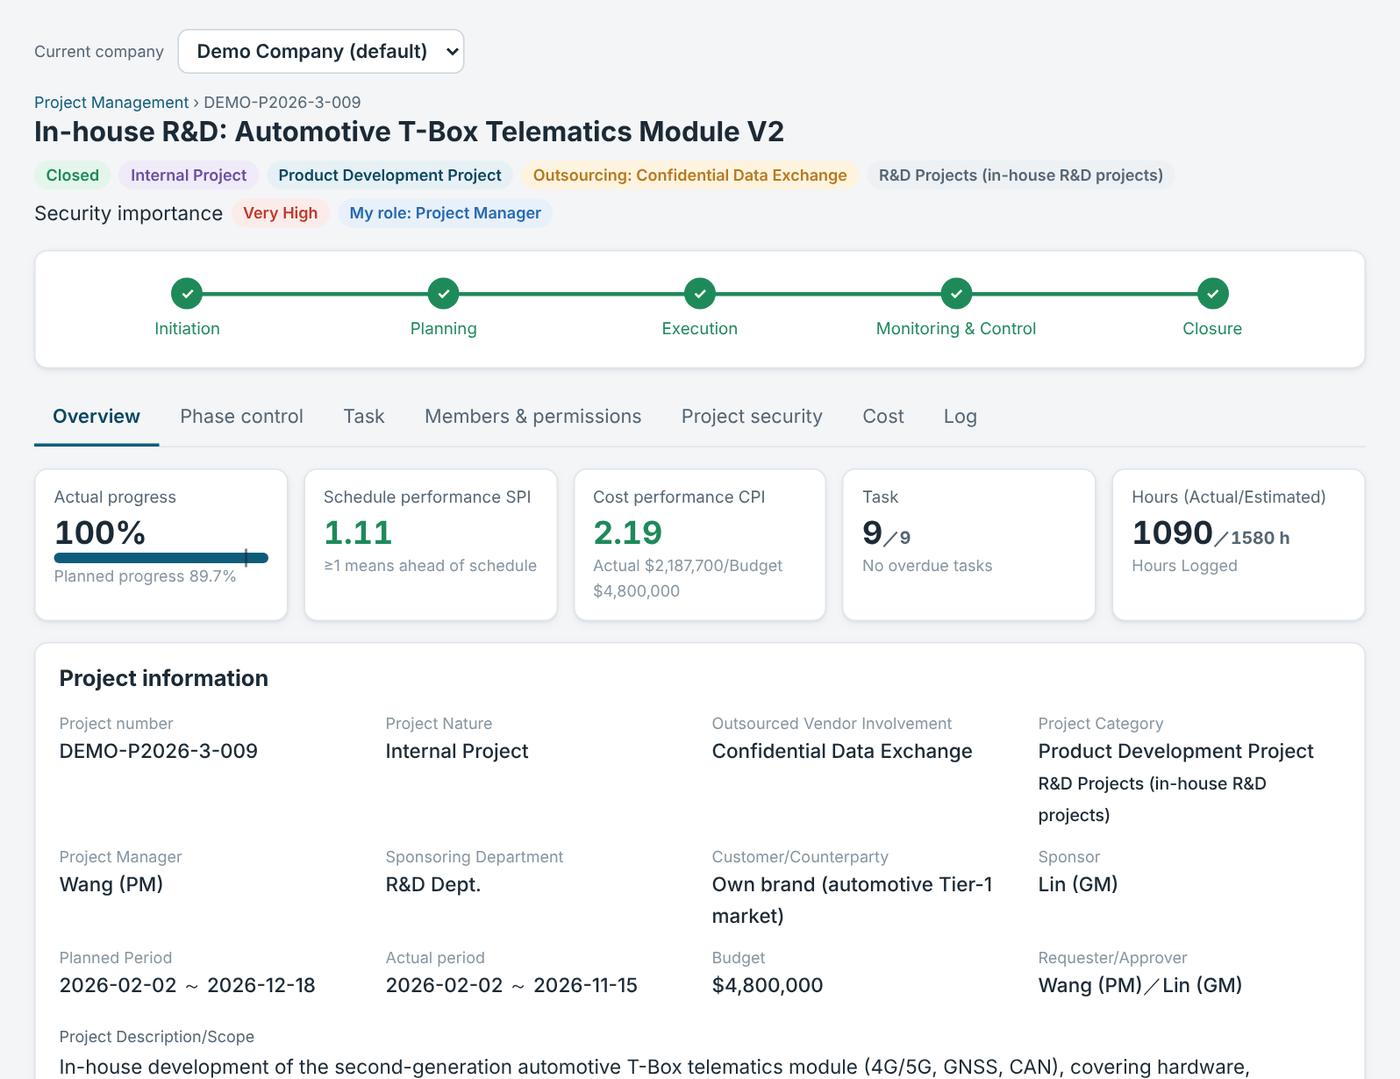 Current company Demo Company (default)
Project Management › DEMO-P2026-3-009
In-house R&D: Automotive T-Box Telematics Module V2
Closed Internal Project Product Development Project Outsourcing: Confidential Data Exchange R&D Projects (in-house R&D projects)
Security importance Very High My role: Project Manager
Initiation Planning Execution Monitoring & Control Closure
Overview Phase control Task Members & permissions Project security Cost Log
Actual progress
100%
Planned progress 89.7%
Schedule performance SPI
1.11
≥1 means ahead of schedule
Cost performance CPI
2.19
Actual $2,187,700/Budget
$4,800,000
Task
9／9
No overdue tasks
Hours (Actual/Estimated)
1090／1580 h
Hours Logged
Project information
Project number
DEMO-P2026-3-009
Project Nature
Internal Project
Outsourced Vendor Involvement
Confidential Data Exchange
Project Category
Product Development Project
R&D Projects (in-house R&D
projects)
Project Manager
Wang (PM)
Sponsoring Department
R&D Dept.
Customer/Counterparty
Own brand (automotive Tier-1
market)
Sponsor
Lin (GM)
Planned Period
2026-02-02 ～ 2026-12-18
Actual period
2026-02-02 ～ 2026-11-15
Budget
$4,800,000
Requester/Approver
Wang (PM)／Lin (GM)
Project Description/Scope
In-house development of the second-generation automotive T-Box telematics module (4G/5G, GNSS, CAN), covering hardware,